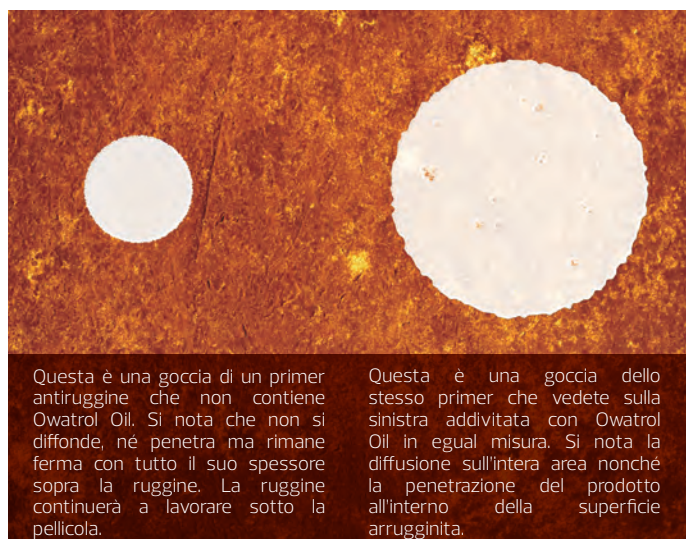 Questa è una goccia di un primer
antiruggine che non contiene
Owatrol Oil. Si nota che non si
diffonde, né penetra ma rimane
ferma con tutto il suo spessore
sopra la ruggine. La ruggine
continuerà a lavorare sotto la
pellicola.
Questa è una goccia dello
stesso primer che vedete sulla
sinistra addivitata con Owatrol
Oil in egual misura. Si nota la
diffusione sull'intera area nonché
la penetrazione del prodotto
all'interno della superficie
arrugginita.